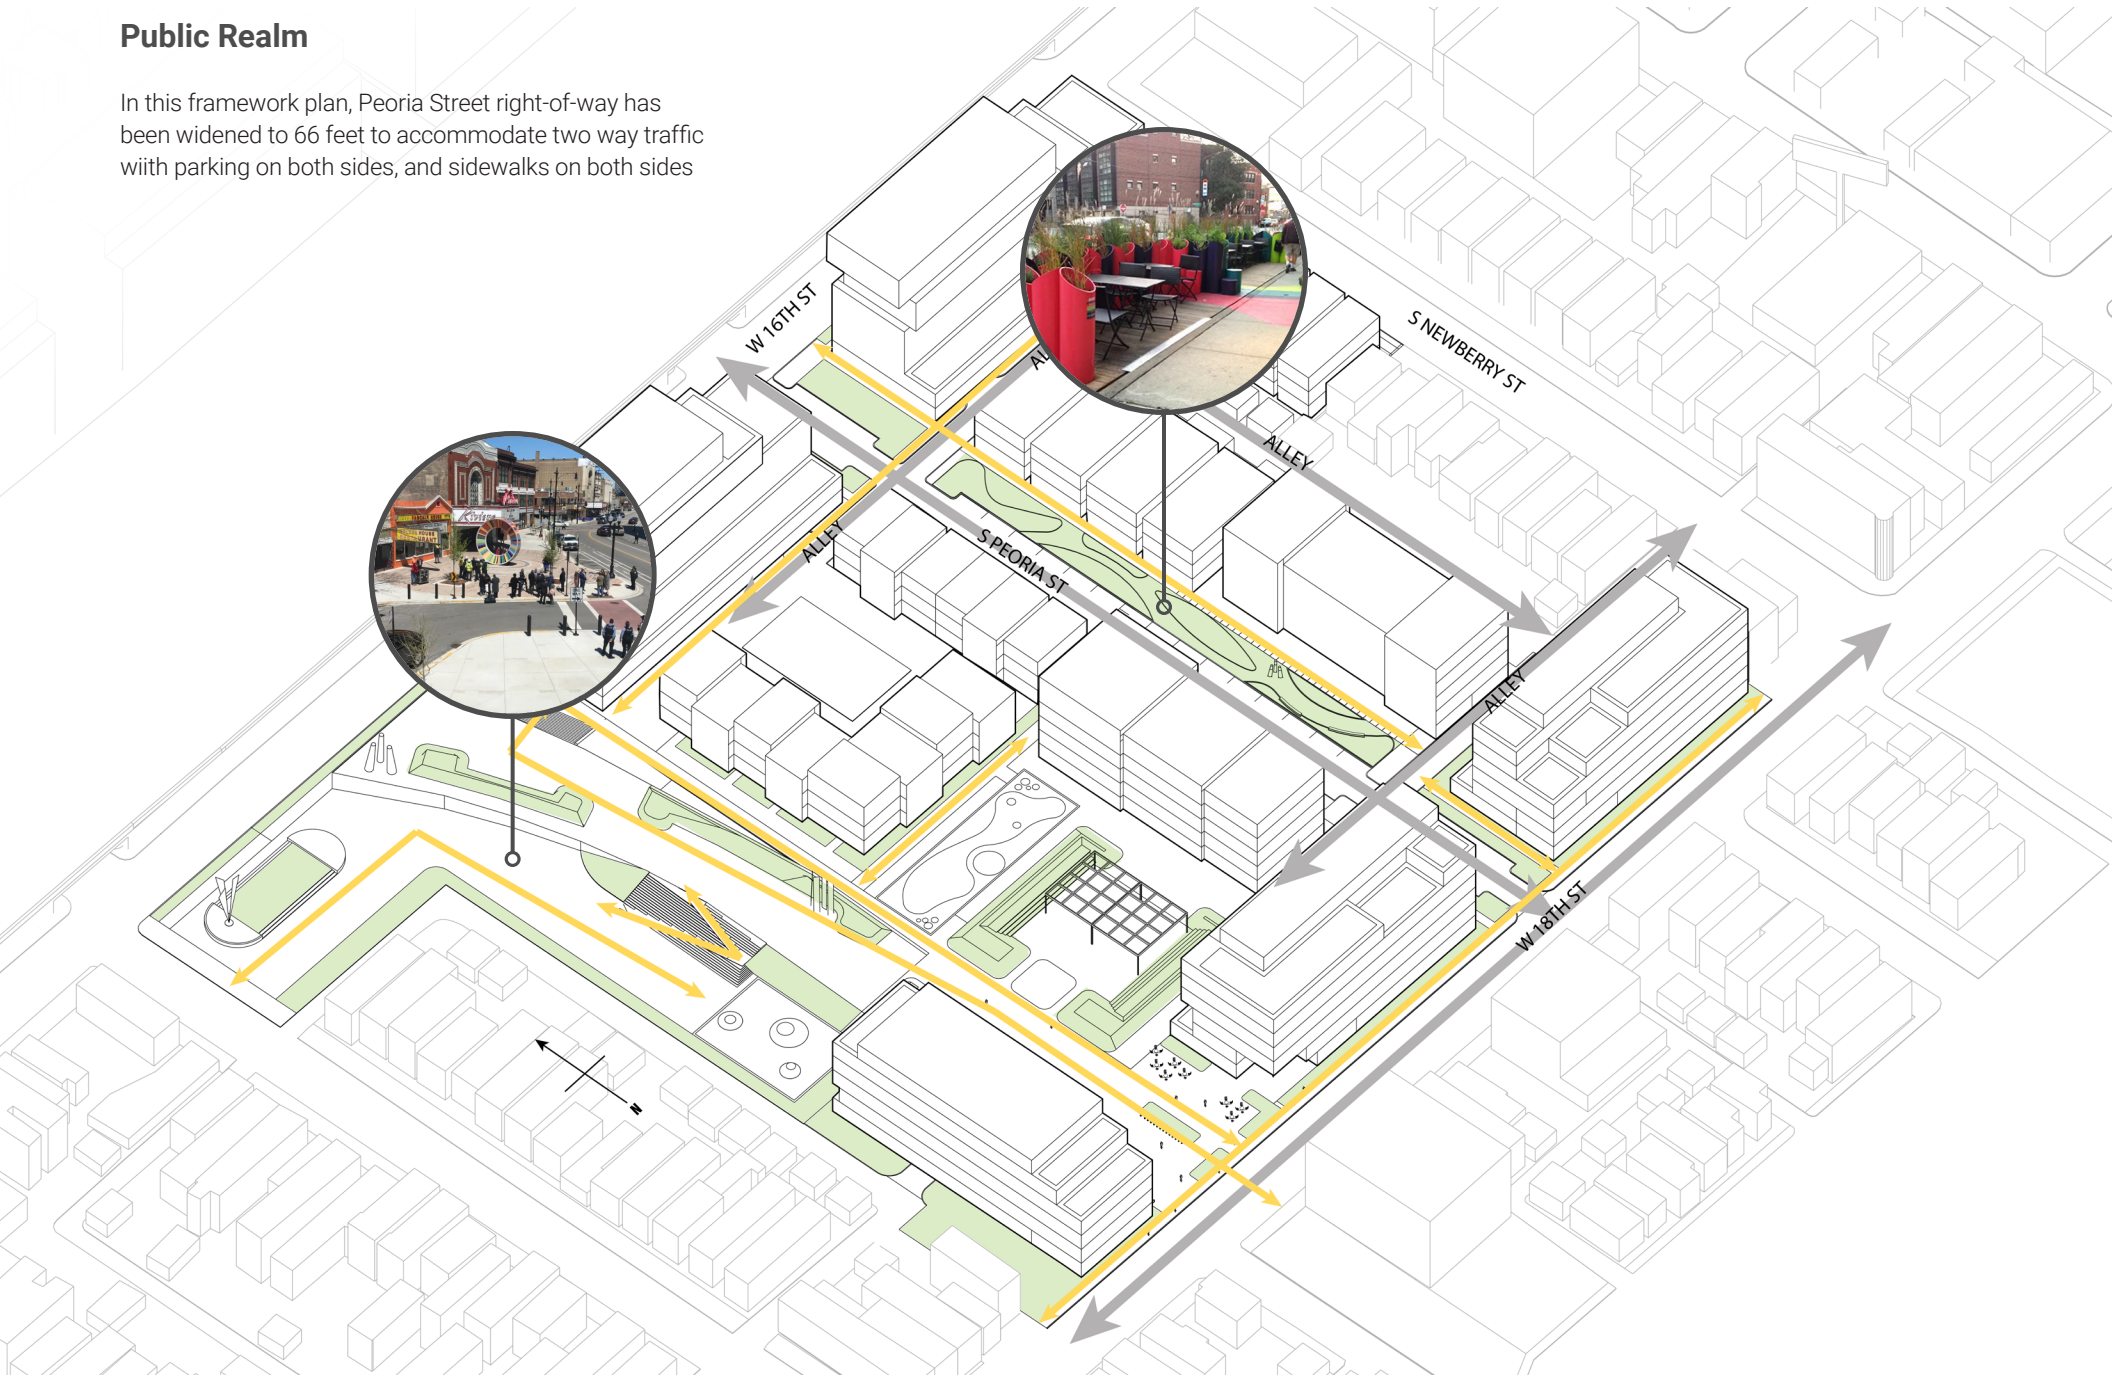 Public Realm
In this framework plan, Peoria Street right-of-way has
been widened to 66 feet to accommodate two way traffic
wiith parking on both sides, and sidewalks on both sides
W 16TH ST
S NEWBERRY ST
ALLEY
ALLEY
S PEORIA ST
ALLEY
W 18TH ST
N